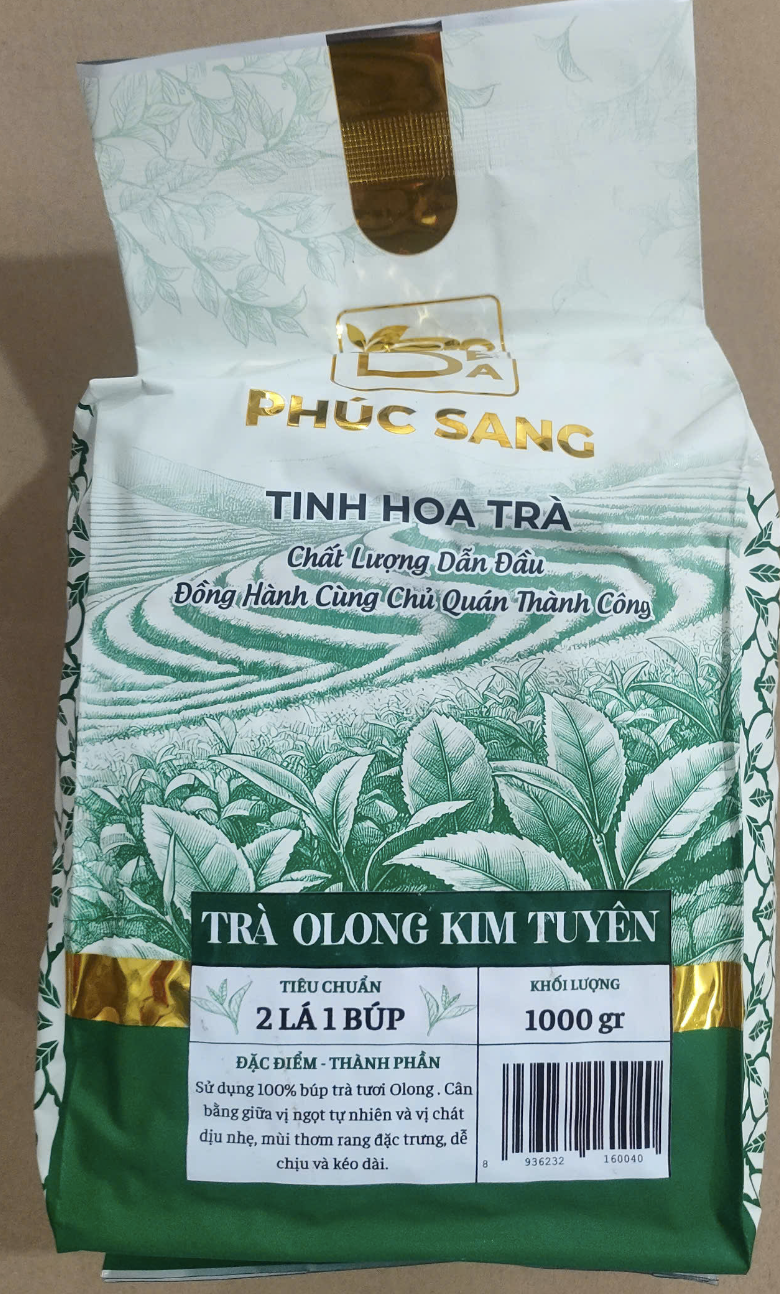 PHÚC SANG
TINH HOA TRÀ
Chất Lượng Dẫn Đầu
Đồng Hành Cùng Chủ Quán Thành Công
TRÀ OLONG KIM TUYÊN
TIÊU CHUẨN
2 LÁ 1 BÚP
KHỐI LƯỢNG
1000 gr
ĐẶC ĐIỂM - THÀNH PHẦN
Sử dụng 100% búp trà tươi Olong . Cân
bằng giữa vị ngọt tự nhiên và vị chát
dịu nhẹ, mùi thơm rang đặc trưng, dễ
chịu và kéo dài.
8 936232 160040